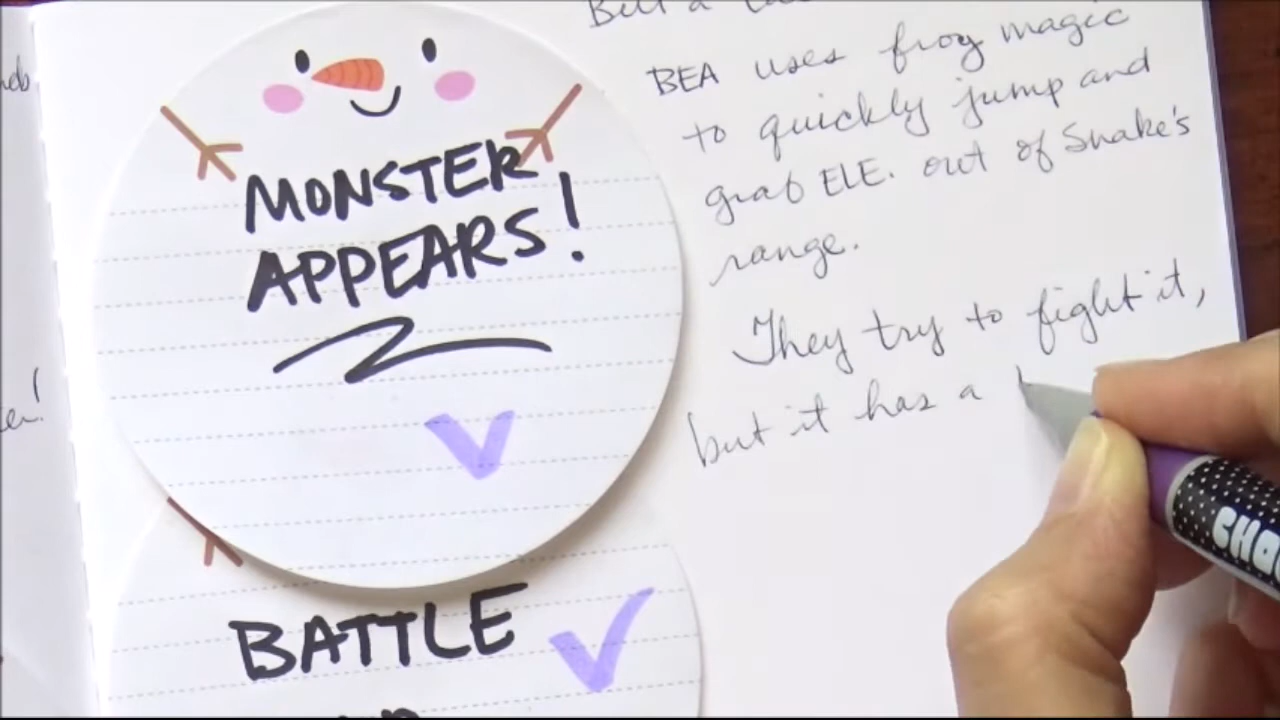 MONSTER
APPEARS!
BATTLE
BEA uses frog magic
to quickly jump and
grab ELE. out of Snake's
range.
They try to fight it,
but it has a